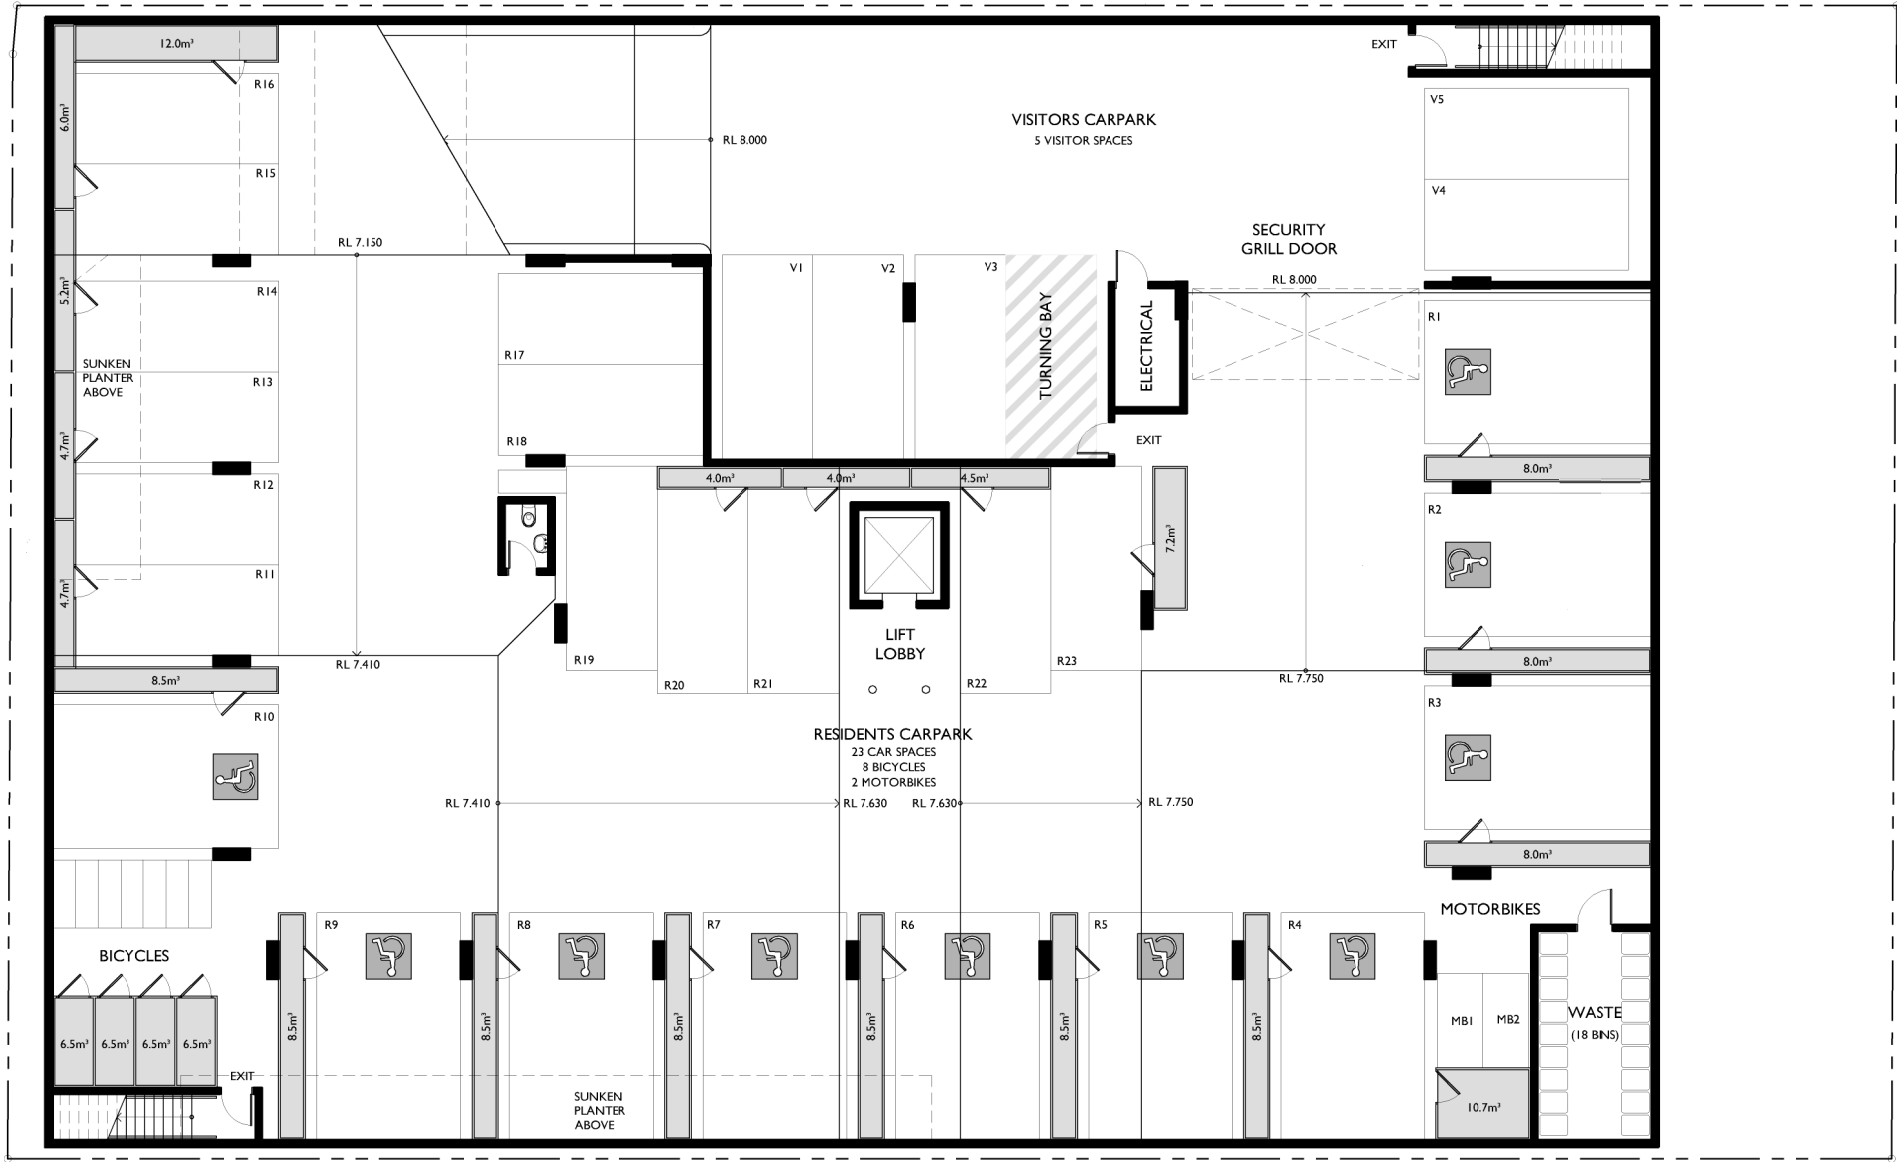 12.0m³
EXIT
R16
6.0m³
V5
VISITORS CARPARK
5 VISITOR SPACES
RL 8.000
R15
V4
SECURITY
GRILL DOOR
RL 7.150
V1
V2
V3
RL 8.000
R14
5.2m³
R1
TURNING BAY
ELECTRICAL
R17
SUNKEN
PLANTER
ABOVE
R13
4.7m³
R18
EXIT
8.0m³
4.0m³
4.0m³
4.5m³
R12
R2
7.2m³
R11
4.7m³
LIFT
LOBBY
R19
R23
8.0m³
RL 7.410
RL 7.750
8.5m³
R20
R21
R22
R3
R10
RESIDENTS CARPARK
23 CAR SPACES
8 BICYCLES
2 MOTORBIKES
RL 7.410
RL 7.630
RL 7.630
RL 7.750
8.0m³
MOTORBIKES
R9
R8
R7
R6
R5
R4
BICYCLES
8.5m³
8.5m³
8.5m³
8.5m³
8.5m³
8.5m³
MB1
MB2
WASTE
(18 BINS)
6.5m³
6.5m³
6.5m³
6.5m³
EXIT
SUNKEN
PLANTER
ABOVE
10.7m³